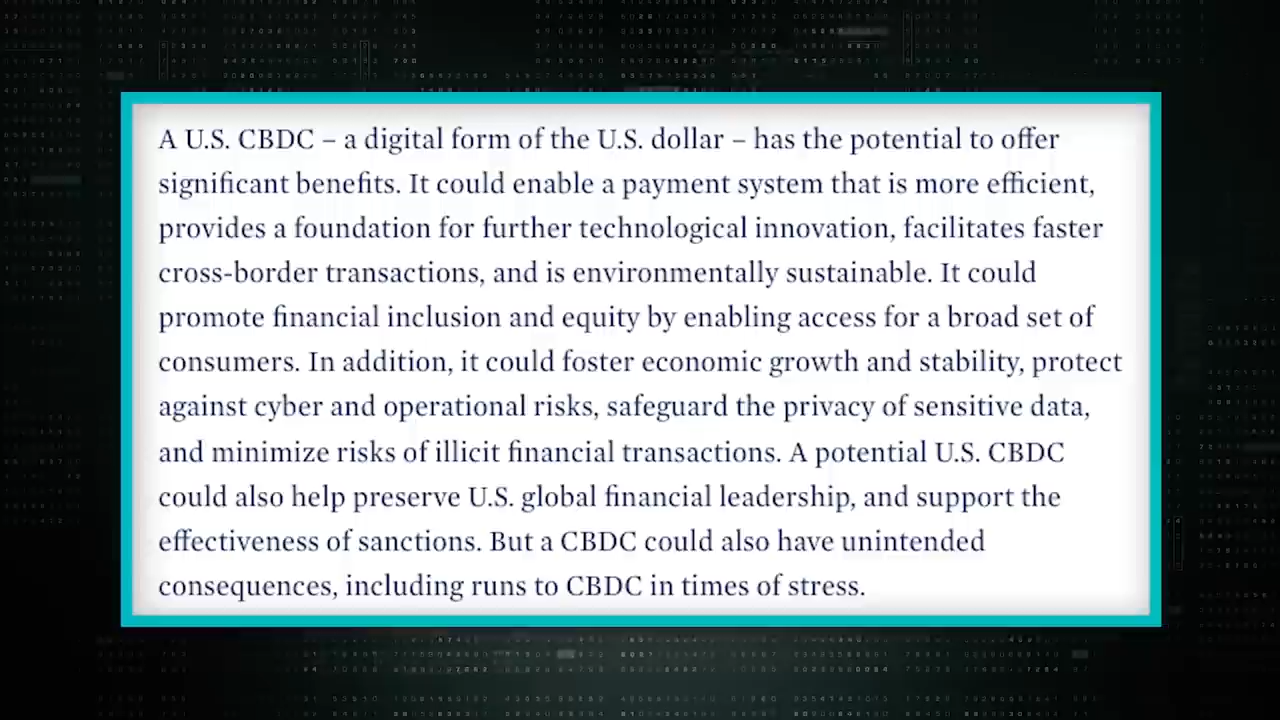 A U.S. CBDC – a digital form of the U.S. dollar – has the potential to offer
significant benefits. It could enable a payment system that is more efficient,
provides a foundation for further technological innovation, facilitates faster
cross-border transactions, and is environmentally sustainable. It could
promote financial inclusion and equity by enabling access for a broad set of
consumers. In addition, it could foster economic growth and stability, protect
against cyber and operational risks, safeguard the privacy of sensitive data,
and minimize risks of illicit financial transactions. A potential U.S. CBDC
could also help preserve U.S. global financial leadership, and support the
effectiveness of sanctions. But a CBDC could also have unintended
consequences, including runs to CBDC in times of stress.